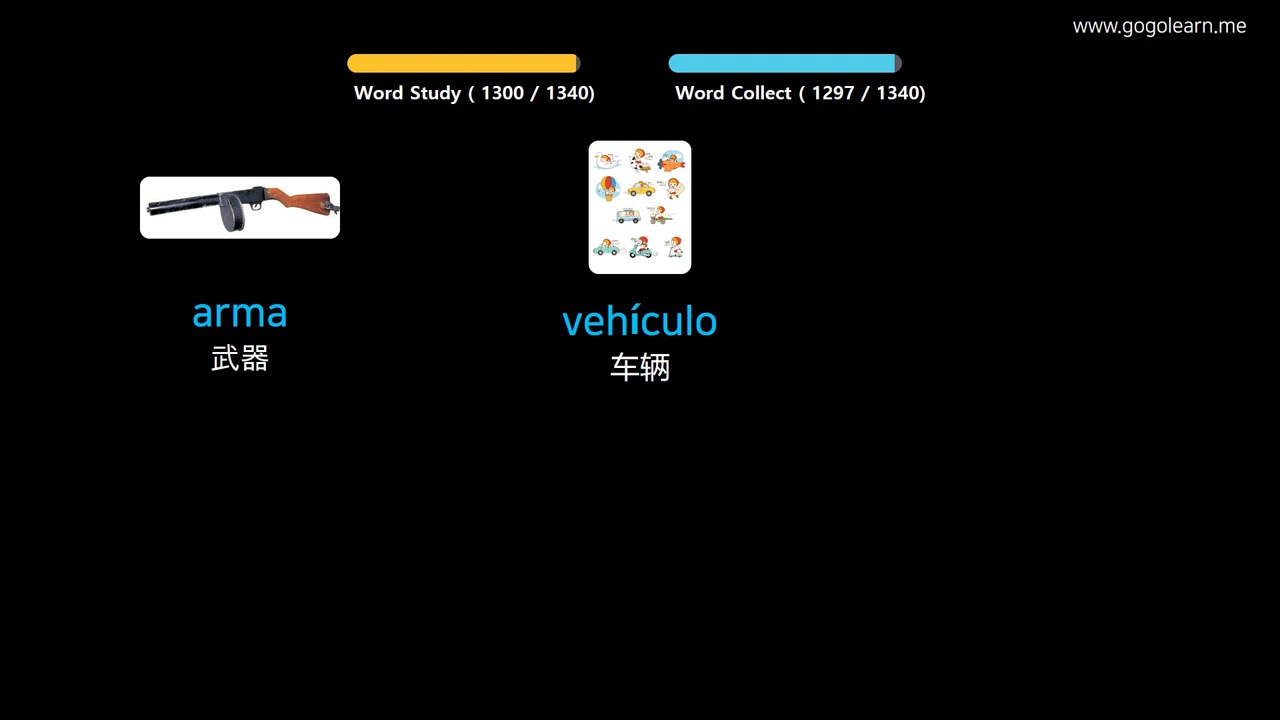 www.gogolearn.me
Word Study ( 1300 / 1340)
Word Collect ( 1297 / 1340)
arma
武器
vehículo
车辆